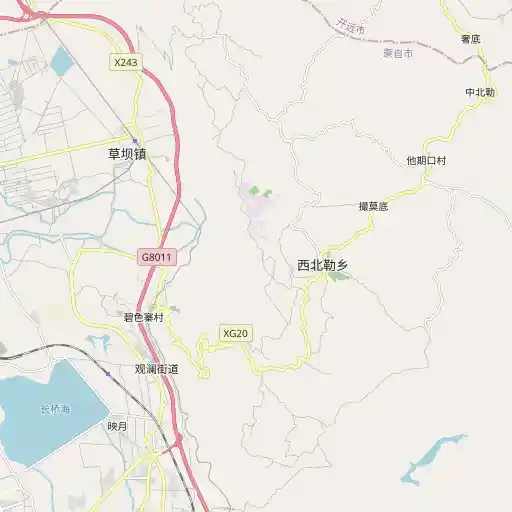 开远市
蒙自市
奢底
X243
中北勒
草坝镇
他期口村
撮莫底
G8011
西北勒乡
碧色寨村
XG20
观澜街道
长桥海
映月